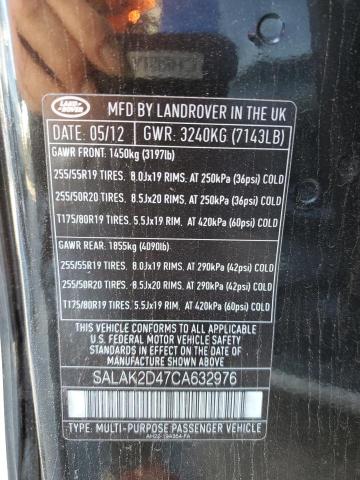 LAND ROVER
MFD BY LANDROVER IN THE UK
DATE: 05/12 GWR: 3240KG (7143LB)
GAWR FRONT: 1450kg (3197lb)
255/55R19 TIRES, 8.0Jx19 RIMS, AT 250kPa (36psi) COLD
255/50R20 TIRES, 8.5Jx20 RIMS, AT 250kPa (36psi) COLD
T175/80R19 TIRES, 5.5Jx19 RIM, AT 420kPa (60psi) COLD
GAWR REAR: 1855kg (4090lb)
255/55R19 TIRES, 8.0Jx19 RIMS, AT 290kPa (42psi) COLD
255/50R20 TIRES, 8.5Jx20 RIMS, AT 290kPa (42psi) COLD
T175/80R19 TIRES, 5.5Jx19 RIM, AT 420kPa (60psi) COLD
THIS VEHICLE CONFORMS TO ALL APPLICABLE
U.S. FEDERAL MOTOR VEHICLE SAFETY STANDARDS
IN EFFECT ON THE DATE OF MANUFACTURE
SHOWN ABOVE.
SALAK2D47CA632976
TYPE: MULTI-PURPOSE PASSENGER VEHICLE